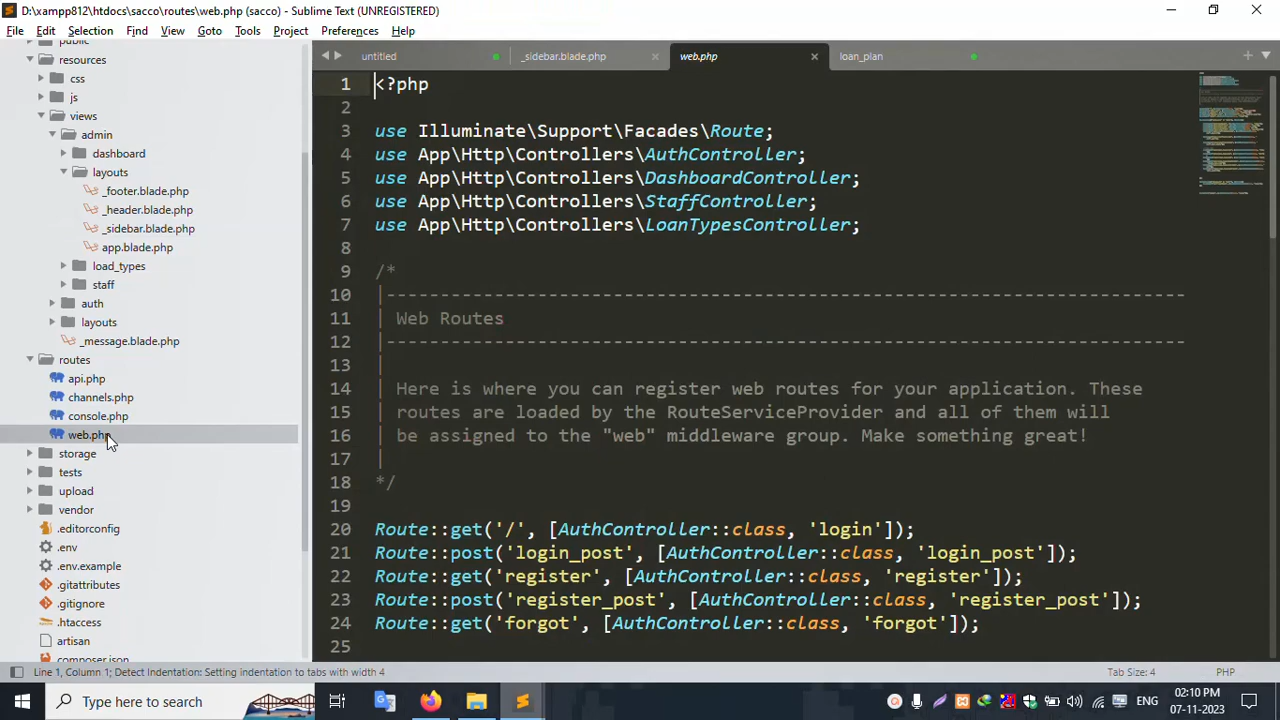 D:\xampp812\htdocs\sacco\routes\web.php (sacco) - Sublime Text (UNREGISTERED)
File Edit Selection Find View Goto Tools Project Preferences Help
public
resources
css
js
views
admin
dashboard
layouts
_footer.blade.php
_header.blade.php
_sidebar.blade.php
app.blade.php
load_types
staff
auth
layouts
_message.blade.php
routes
api.php
channels.php
console.php
web.php
storage
tests
upload
vendor
.editorconfig
.env
.env.example
.gitattributes
.gitignore
.htaccess
artisan
composer.json
untitled _sidebar.blade.php web.php loan_plan
1 <?php
2
3 use Illuminate\Support\Facades\Route;
4 use App\Http\Controllers\AuthController;
5 use App\Http\Controllers\DashboardController;
6 use App\Http\Controllers\StaffController;
7 use App\Http\Controllers\LoanTypesController;
8
9 /*
10 |--------------------------------------------------------------------------
11 | Web Routes
12 |--------------------------------------------------------------------------
13 |
14 | Here is where you can register web routes for your application. These
15 | routes are loaded by the RouteServiceProvider and all of them will
16 | be assigned to the "web" middleware group. Make something great!
17 |
18 */
19
20 Route::get('/', [AuthController::class, 'login']);
21 Route::post('login_post', [AuthController::class, 'login_post']);
22 Route::get('register', [AuthController::class, 'register']);
23 Route::post('register_post', [AuthController::class, 'register_post']);
24 Route::get('forgot', [AuthController::class, 'forgot']);
25
Line 1, Column 1; Detect Indentation: Setting indentation to tabs with width 4 Tab Size: 4 PHP
Type here to search ENG 02:10 PM
07-11-2023